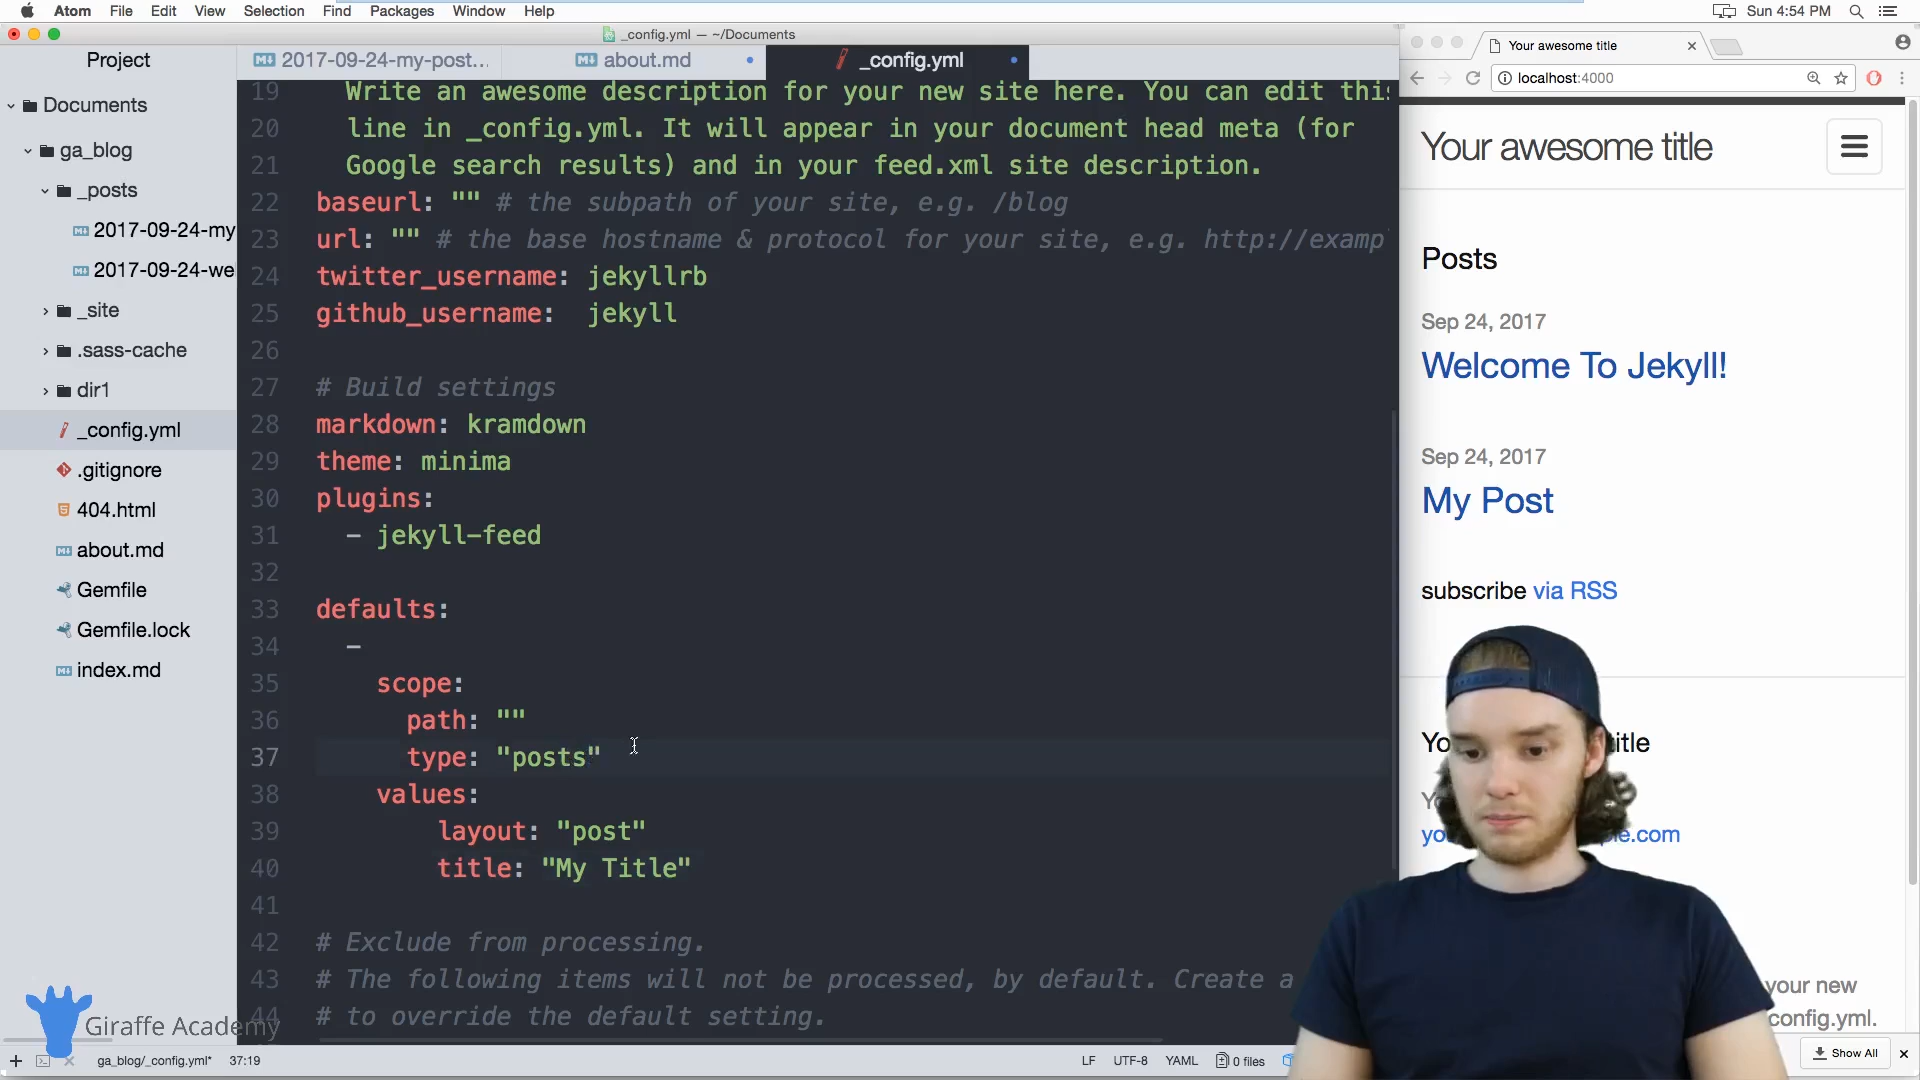 Atom File Edit View Selection Find Packages Window Help Sun 4:54 PM
_config.yml — ~/Documents
Project
2017-09-24-my-post...
about.md
_config.yml
Documents
ga_blog
_posts
2017-09-24-my
2017-09-24-we
_site
.sass-cache
dir1
_config.yml
.gitignore
404.html
about.md
Gemfile
Gemfile.lock
index.md
19 Write an awesome description for your new site here. You can edit this
20 line in _config.yml. It will appear in your document head meta (for
21 Google search results) and in your feed.xml site description.
22 baseurl: "" # the subpath of your site, e.g. /blog
23 url: "" # the base hostname & protocol for your site, e.g. http://exampl
24 twitter_username: jekyllrb
25 github_username:  jekyll
26
27 # Build settings
28 markdown: kramdown
29 theme: minima
30 plugins:
31 - jekyll-feed
32
33 defaults:
34 -
35 scope:
36 path: ""
37 type: "posts"
38 values:
39 layout: "post"
40 title: "My Title"
41
42 # Exclude from processing.
43 # The following items will not be processed, by default. Create a
44 # to override the default setting.
Giraffe Academy
ga_blog/_config.yml* 37:19 LF UTF-8 YAML 0 files
Your awesome title
localhost:4000
Your awesome title
Posts
Sep 24, 2017
Welcome To Jekyll!
Sep 24, 2017
My Post
subscribe via RSS
Yo itle
yo le.com
your new
config.yml.
Show All